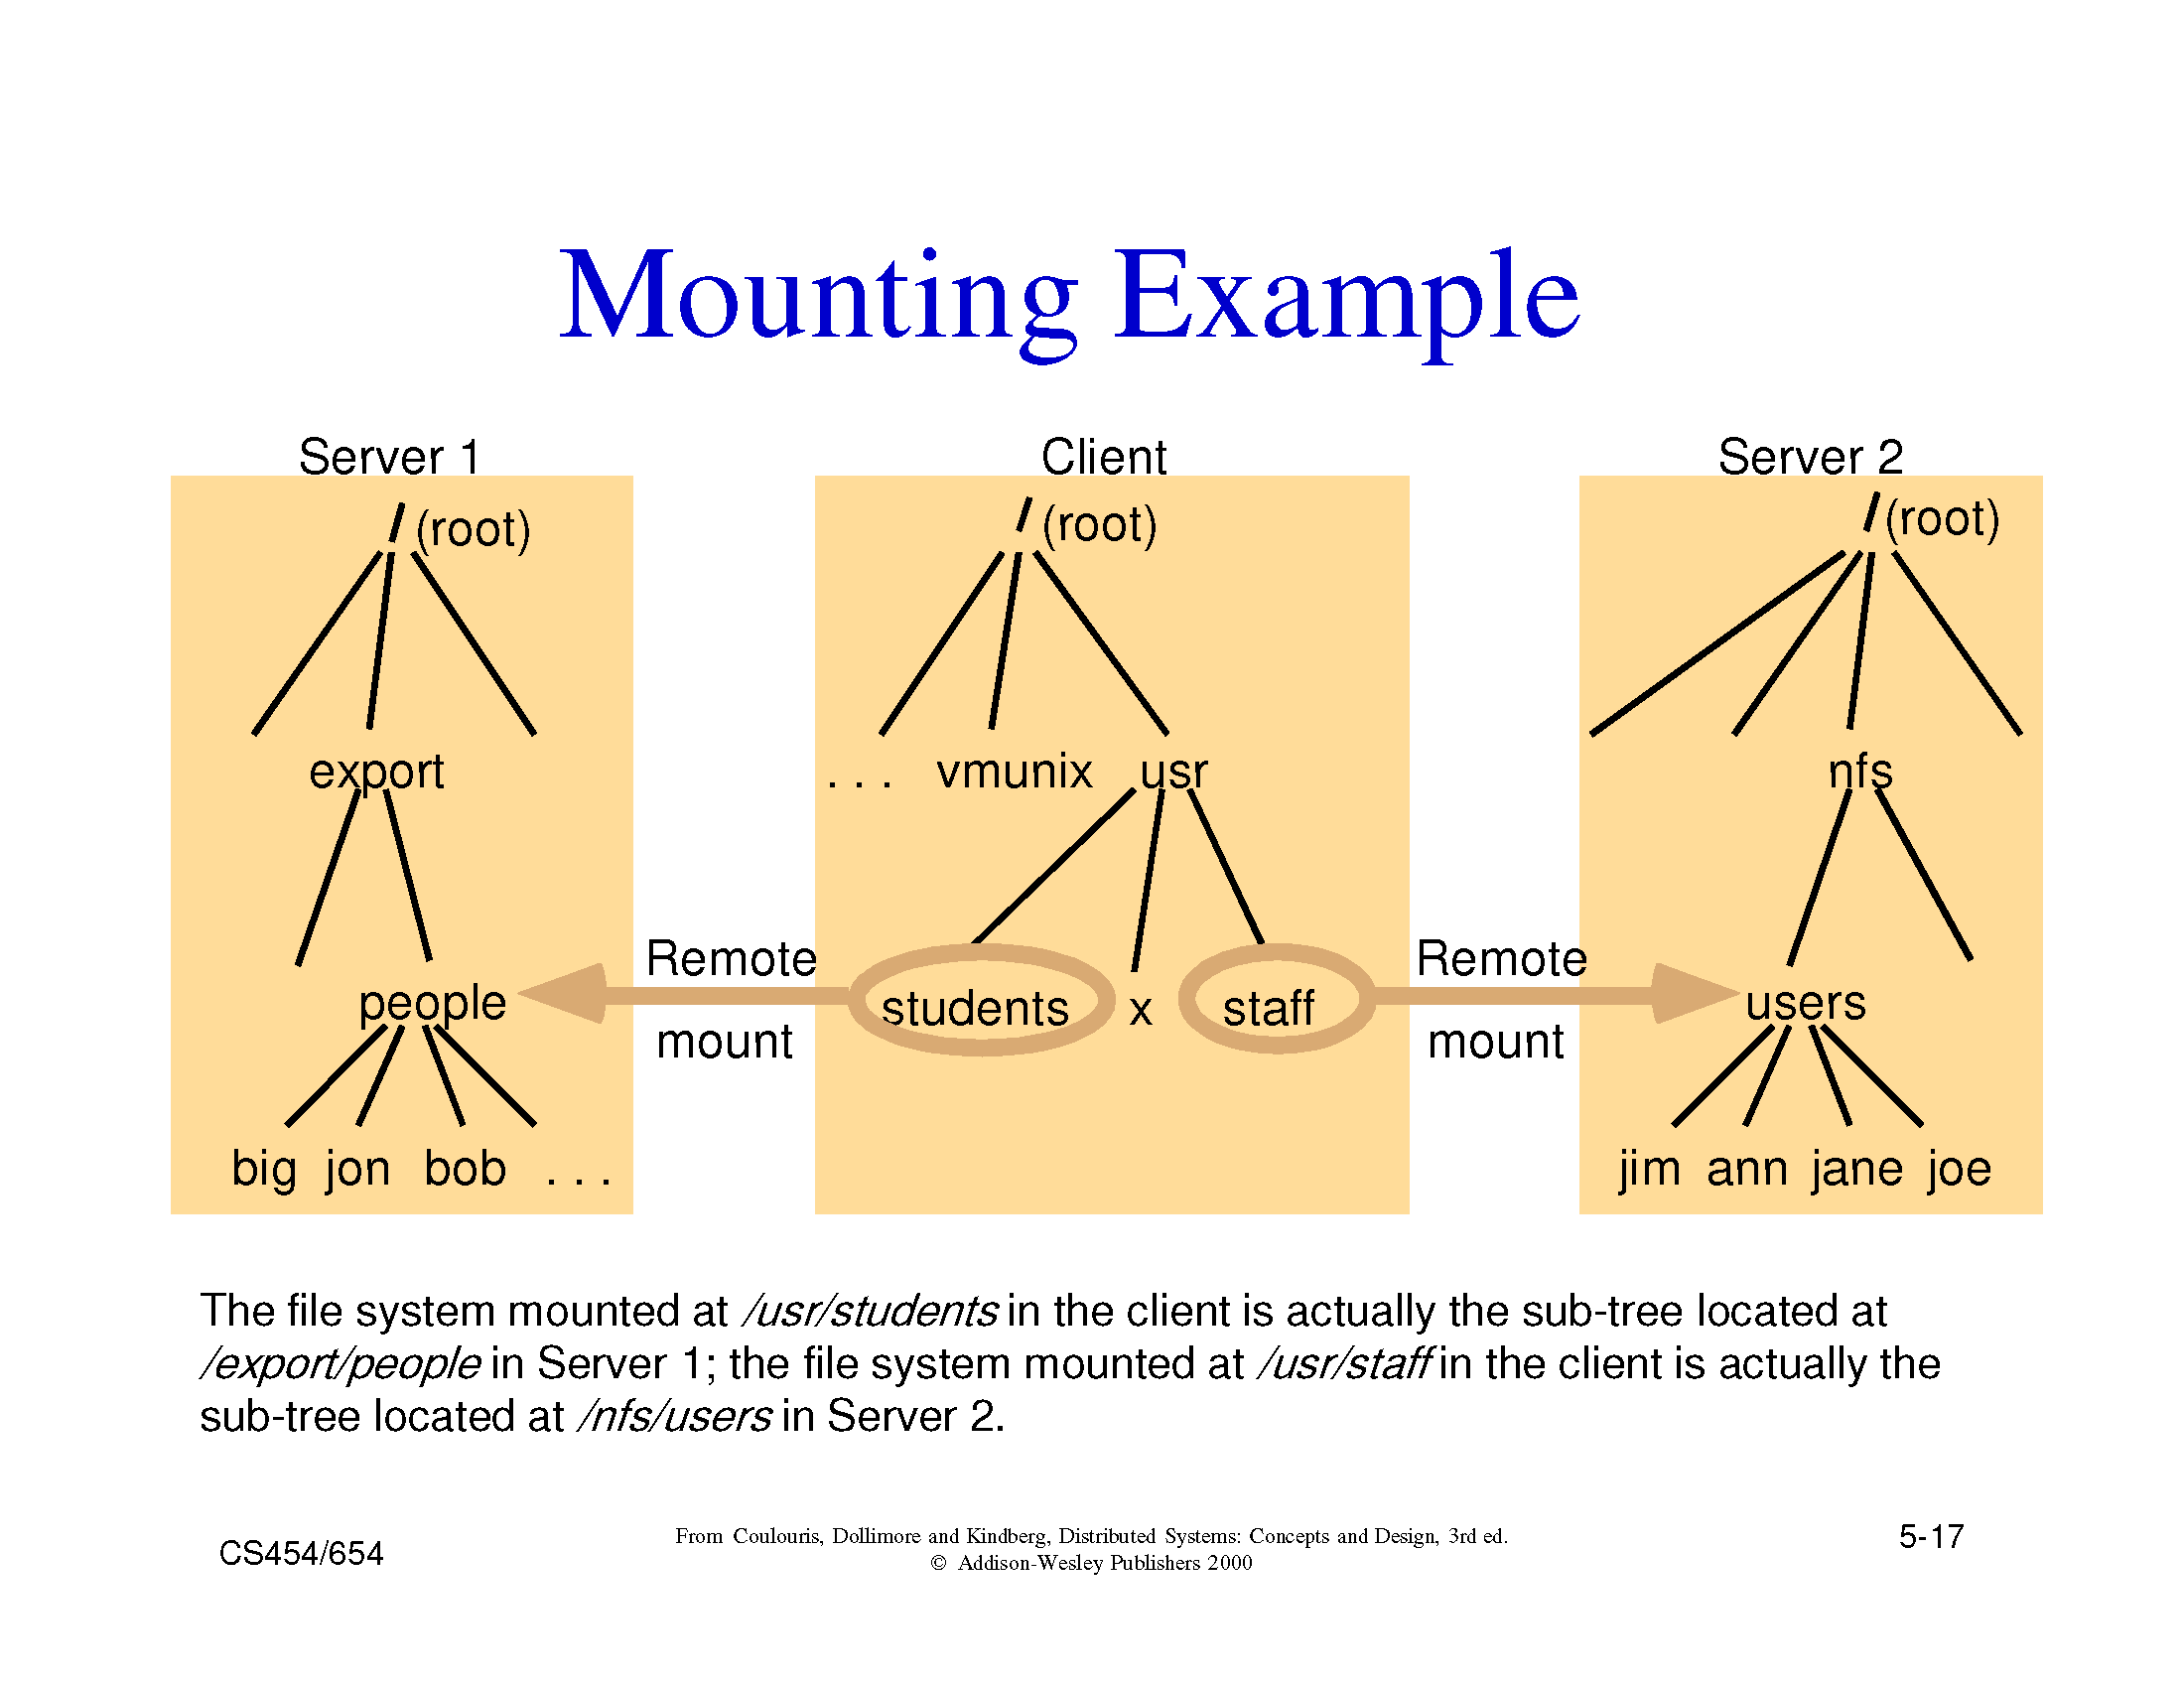 Mounting Example
Server 1
Client
Server 2
/ (root)
/ (root)
/ (root)
export
. . . vmunix usr
nfs
Remote
Remote
people
students x staff
users
mount
mount
big jon bob . . .
jim ann jane joe
The file system mounted at /usr/students in the client is actually the sub-tree located at
/export/people in Server 1; the file system mounted at /usr/staff in the client is actually the
sub-tree located at /nfs/users in Server 2.
CS454/654
From Coulouris, Dollimore and Kindberg, Distributed Systems: Concepts and Design, 3rd ed.
© Addison-Wesley Publishers 2000
5-17